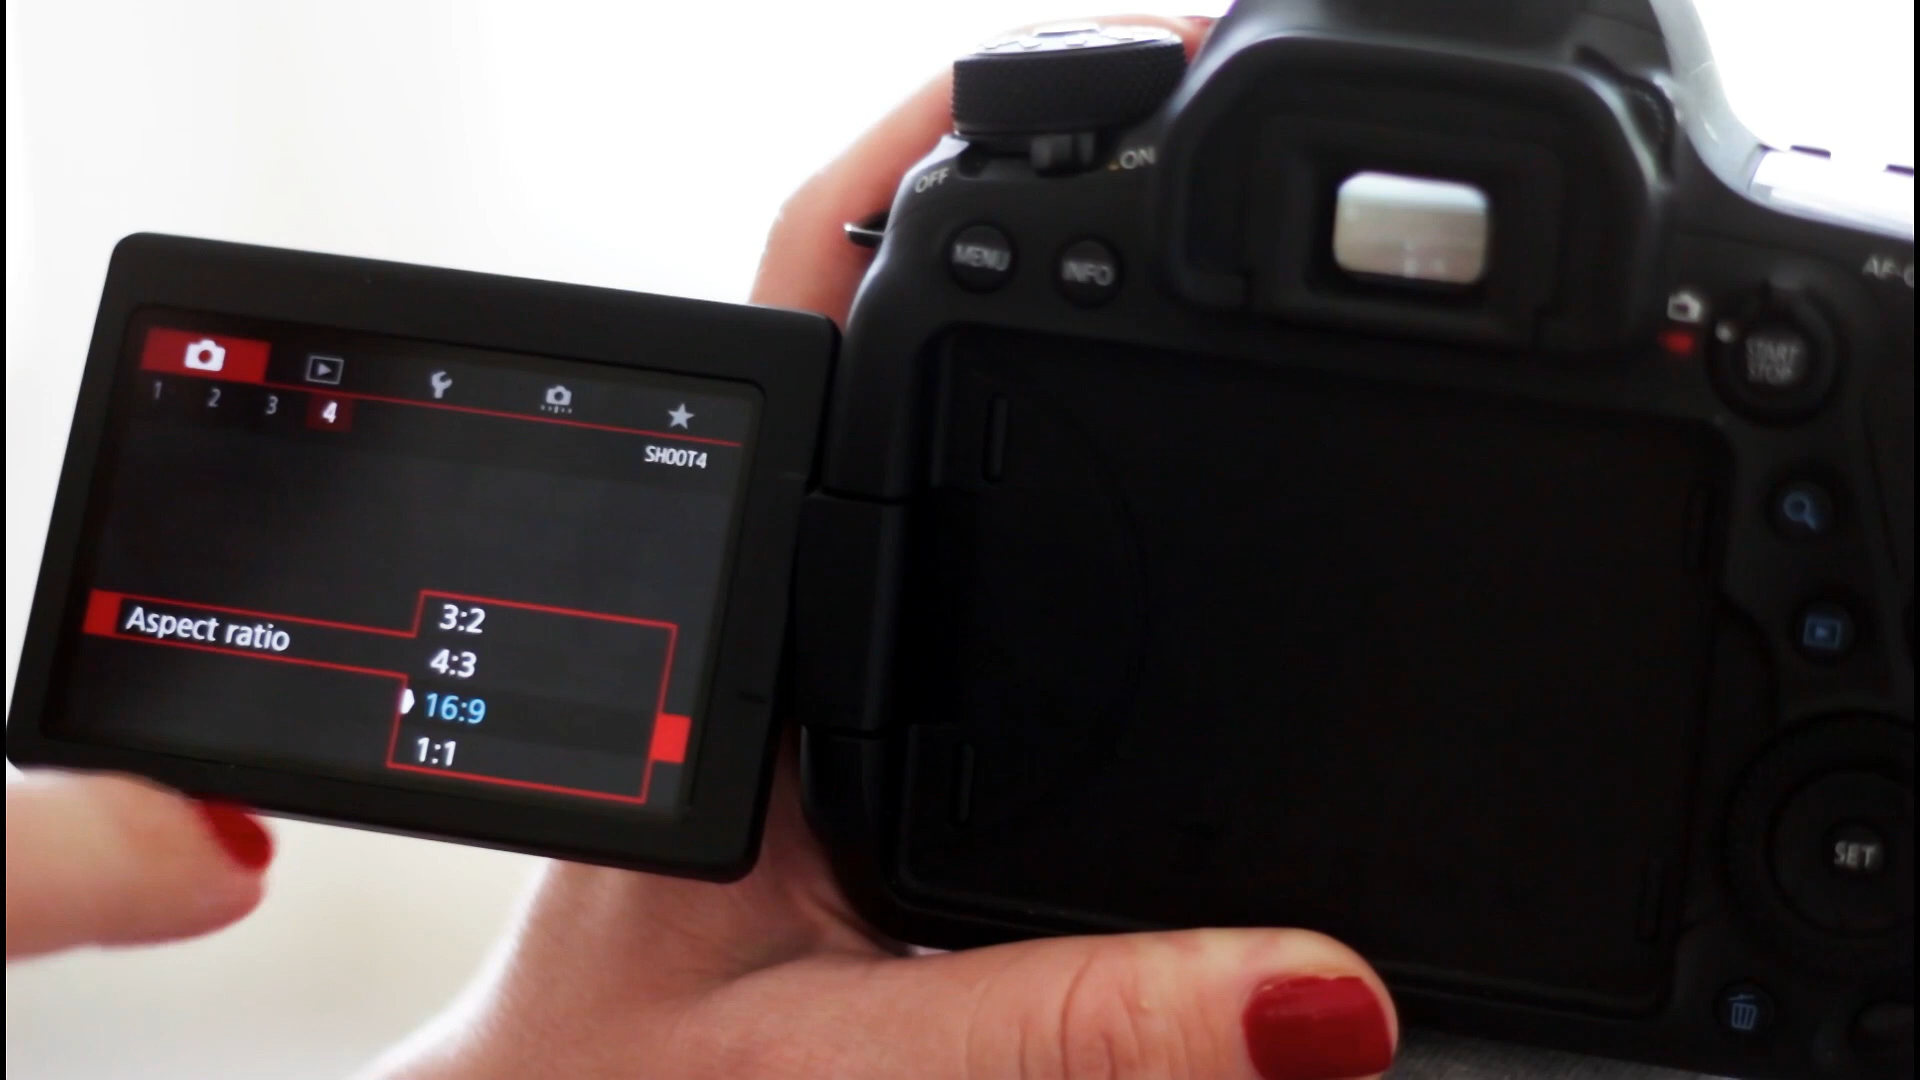 OFF
ON
MENU
INFO
AF-
START
STOP
1 2 3 4
SHOOT4
Aspect ratio
3:2
4:3
16:9
1:1
SET